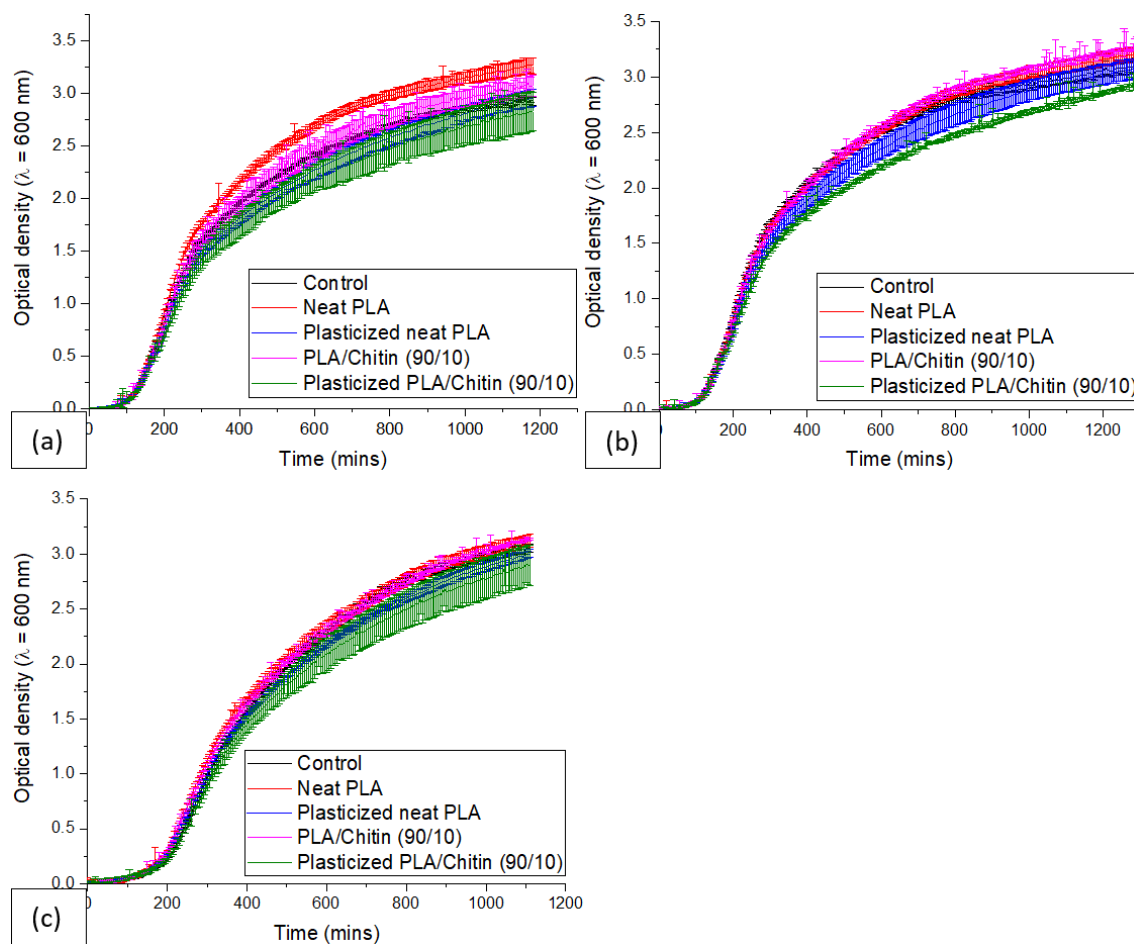 3.5
3.0
2.5
2.0
1.5
1.0
0.5
0.0
Optical density (λ = 600 nm)
Control
Neat PLA
Plasticized neat PLA
PLA/Chitin (90/10)
Plasticized PLA/Chitin (90/10)
0 200 400 600 800 1000 1200
Time (mins)
(a)
3.5
3.0
2.5
2.0
1.5
1.0
0.5
0.0
Optical density (λ = 600 nm)
Control
Neat PLA
Plasticized neat PLA
PLA/Chitin (90/10)
Plasticized PLA/Chitin (90/10)
0 200 400 600 800 1000 1200
Time (mins)
(b)
3.5
3.0
2.5
2.0
1.5
1.0
0.5
0.0
Optical density (λ = 600 nm)
Control
Neat PLA
Plasticized neat PLA
PLA/Chitin (90/10)
Plasticized PLA/Chitin (90/10)
0 200 400 600 800 1000 1200
Time (mins)
(c)